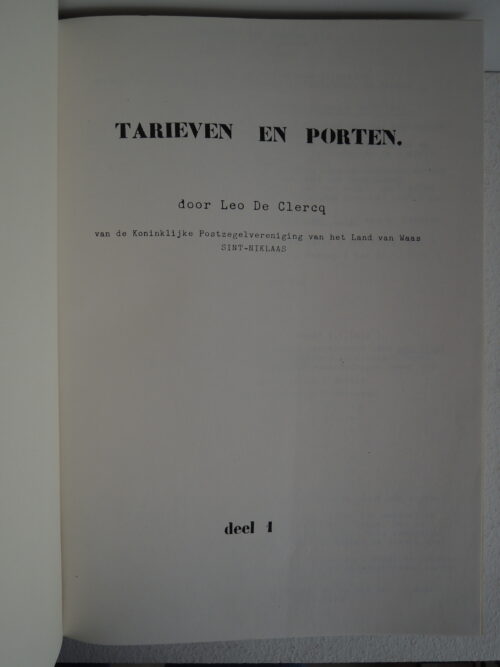 TARIEVEN EN PORTEN.
door Leo De Clercq
van de Koninklijke Postzegelvereniging van het Land van Waas
SINT-NIKLAAS
deel 1